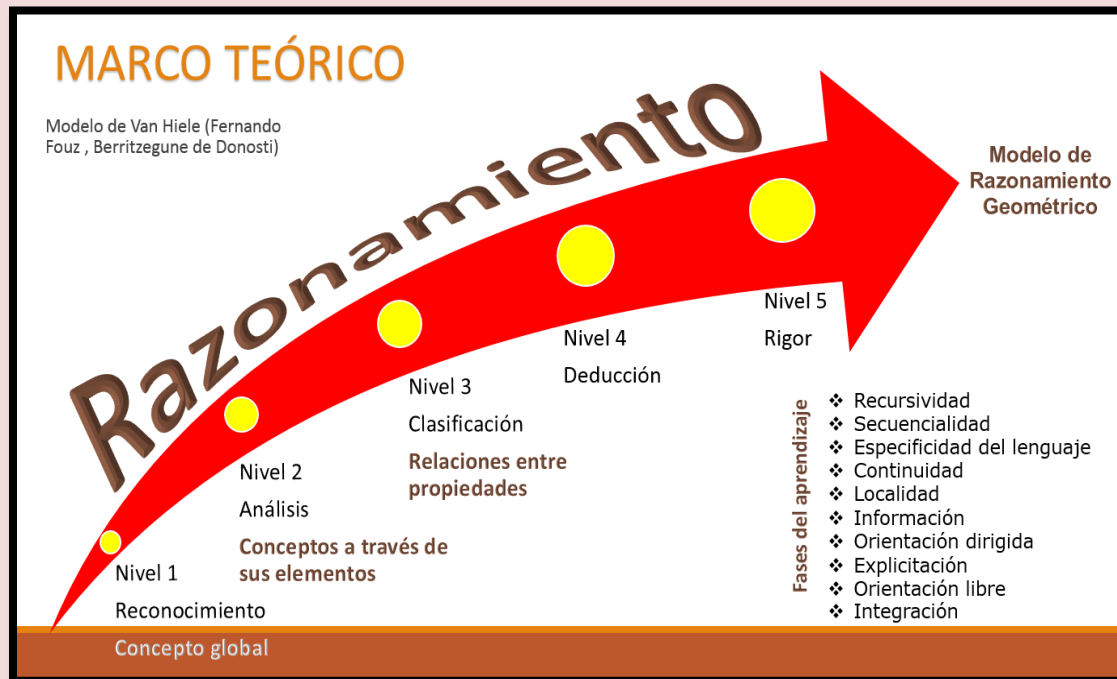 MARCO TEÓRICO
Modelo de Van Hiele (Fernando
Fouz , Berritzegune de Donosti)
Razonamiento
Modelo de
Razonamiento
Geométrico
Nivel 1
Reconocimiento
Concepto global
Nivel 2
Análisis
Conceptos a través de
sus elementos
Nivel 3
Clasificación
Relaciones entre
propiedades
Nivel 4
Deducción
Nivel 5
Rigor
Fases del aprendizaje
❖ Recursividad
❖ Secuencialidad
❖ Especificidad del lenguaje
❖ Continuidad
❖ Localidad
❖ Información
❖ Orientación dirigida
❖ Explicitación
❖ Orientación libre
❖ Integración